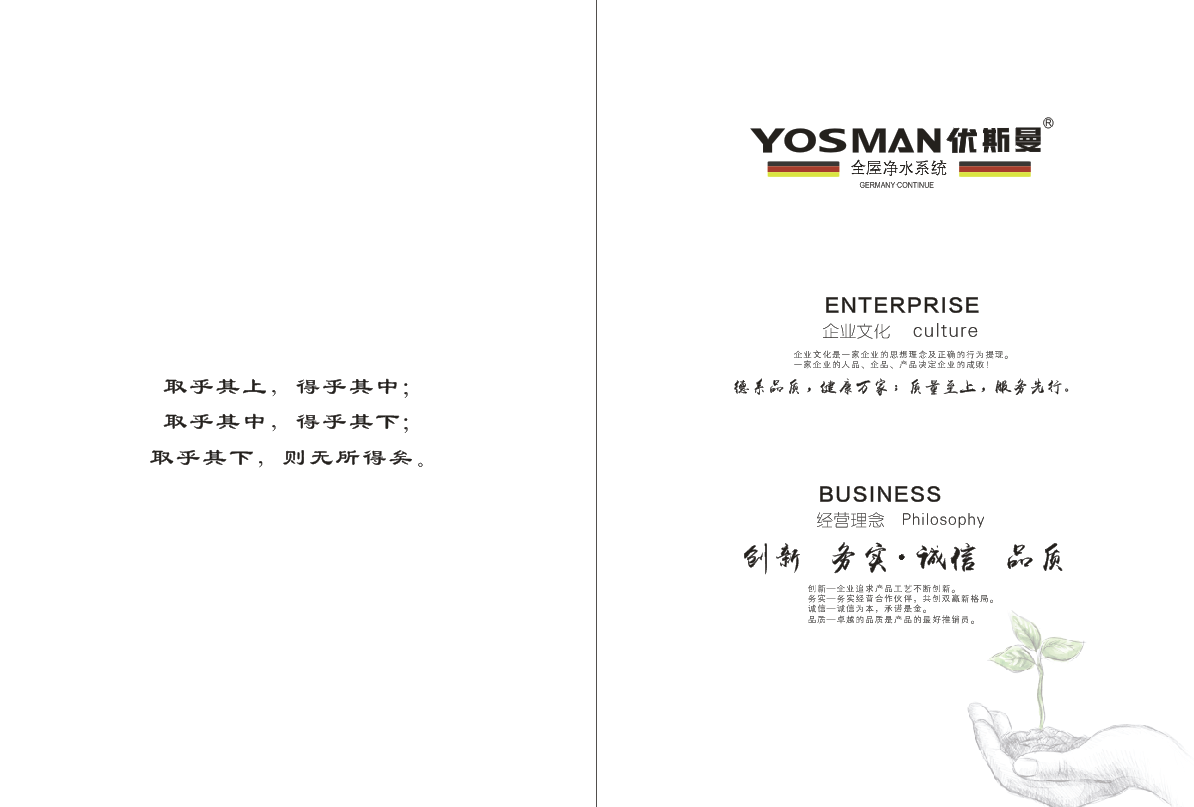 取乎其上，得乎其中；
取乎其中，得乎其下；
取乎其下，则无所得矣。
YOSMAN优斯曼®
全屋净水系统
GERMANY·CONTINUE
ENTERPRISE
企业文化 culture
企业文化是一家企业的思想理念及正确的行为提现。
一家企业的人品、企品、产品决定企业的成败！
德系品质，健康万家；质量至上，服务先行。
BUSINESS
经营理念 Philosophy
创新 务实·诚信 品质
创新—企业追求产品工艺不断创新。
务实—务实经营合作伙伴，共创双赢新格局。
诚信—诚信为本，承诺是金。
品质—卓越的品质是产品的最好推销员。